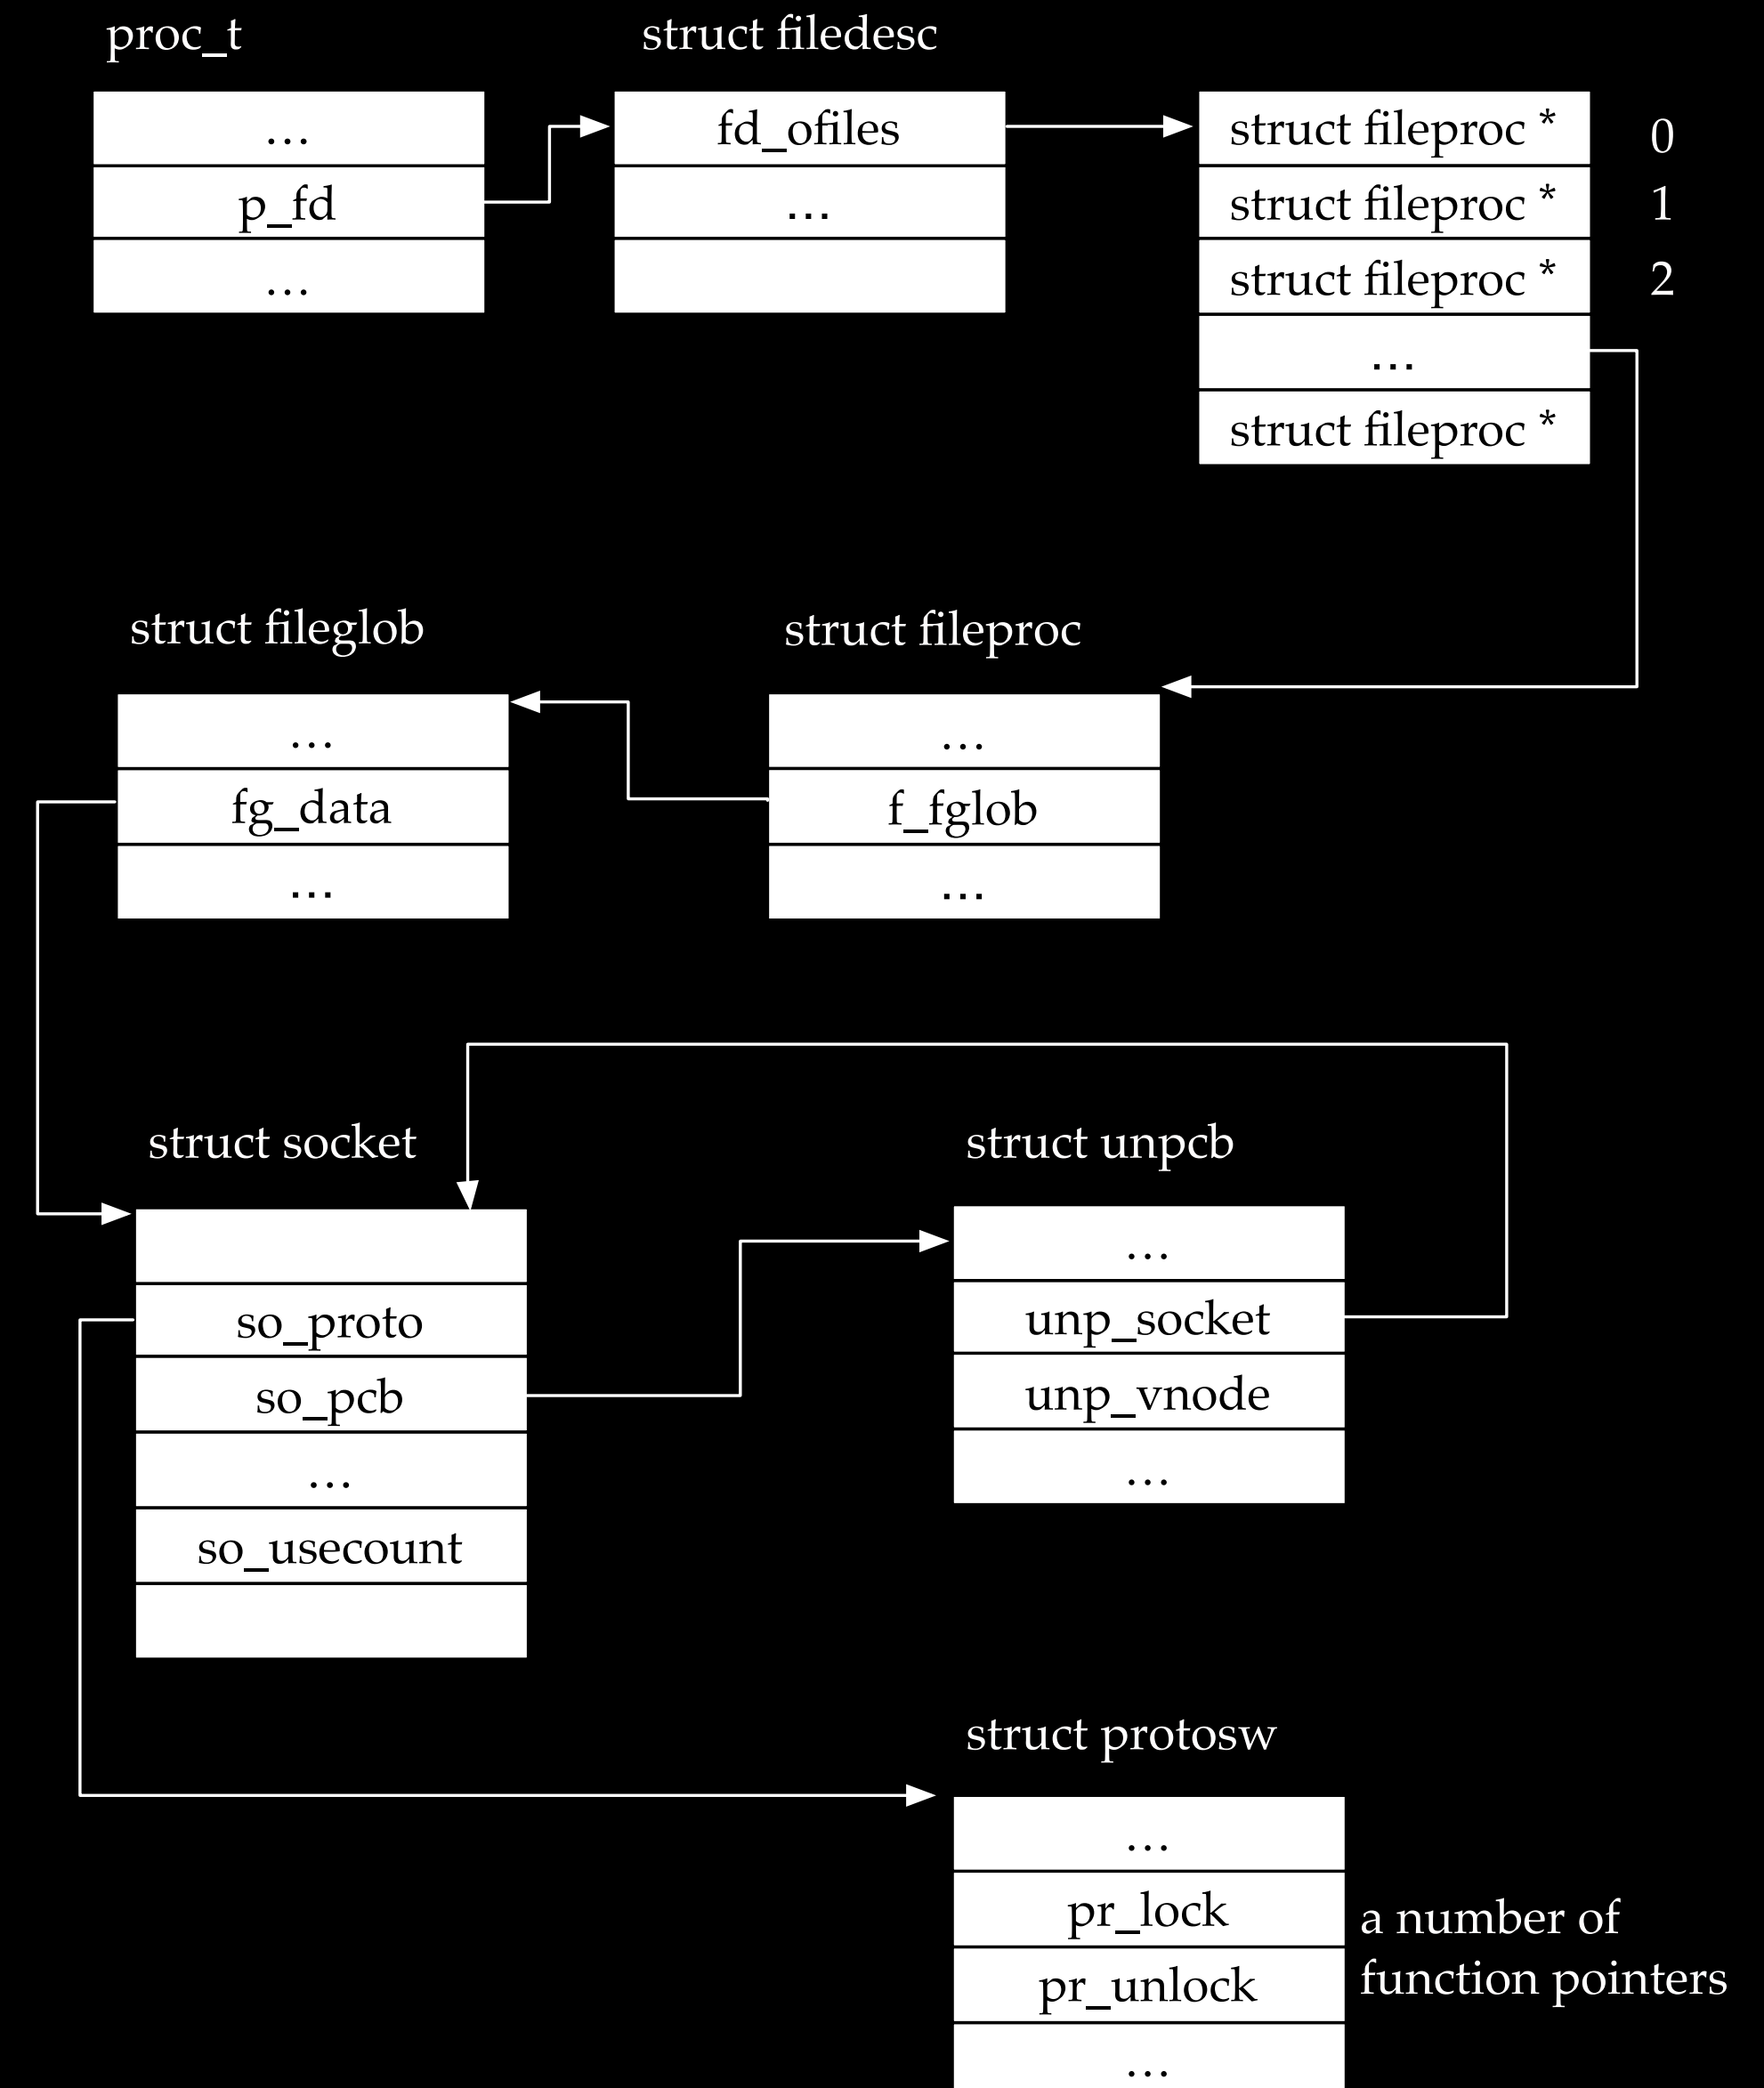 proc_t
...
p_fd
...
struct filedesc
fd_ofiles
...
struct fileproc * 0
struct fileproc * 1
struct fileproc * 2
...
struct fileproc *
struct fileglob
...
fg_data
...
struct fileproc
...
f_fglob
...
struct socket
so_proto
so_pcb
...
so_usecount
struct unpcb
...
unp_socket
unp_vnode
...
struct protosw
...
pr_lock
pr_unlock
...
a number of
function pointers